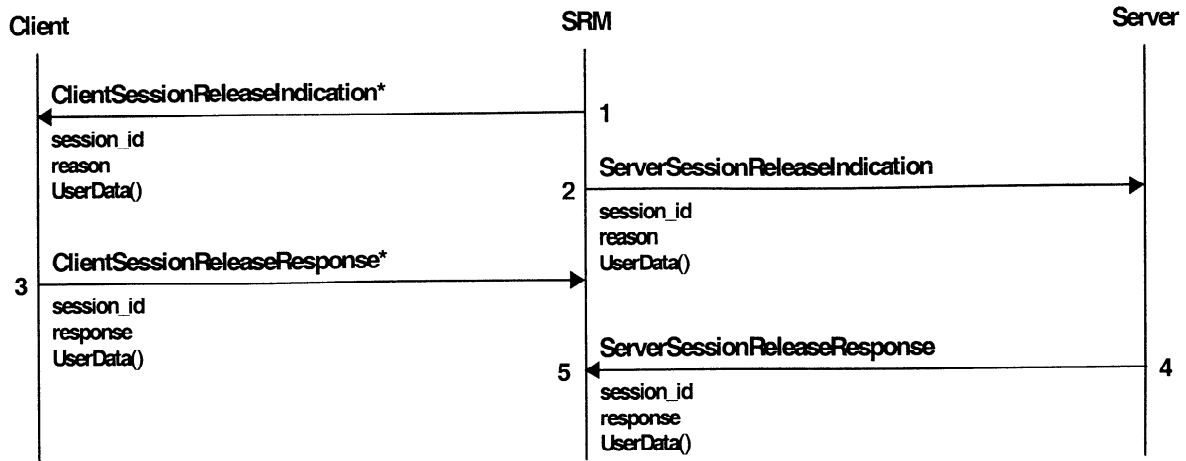 Client
SRM
Server
ClientSessionReleaseIndication*
1
session_id
reason
UserData()
ServerSessionReleaseIndication
2
session_id
reason
UserData()
ClientSessionReleaseResponse*
3
session_id
response
UserData()
ServerSessionReleaseResponse
5
4
session_id
response
UserData()